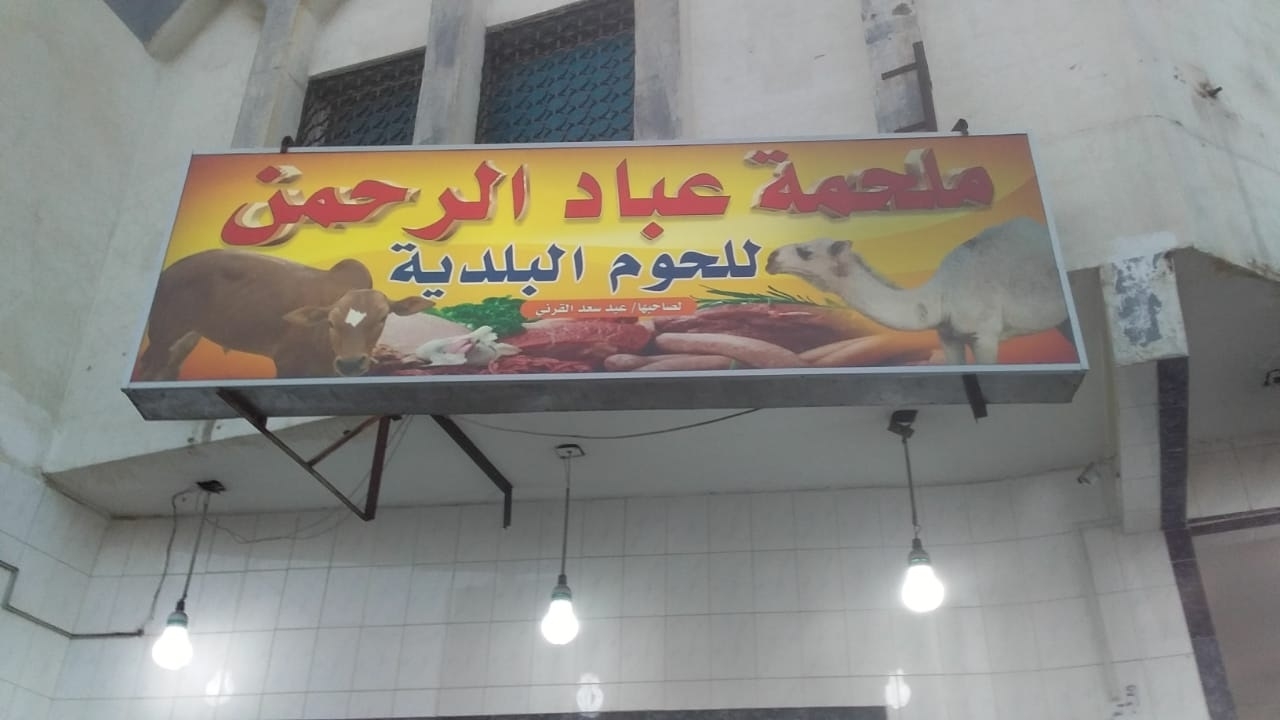 ملحمة عباد الرحمن
للحوم البلدية
لصاحبها / عبد سعد القرني